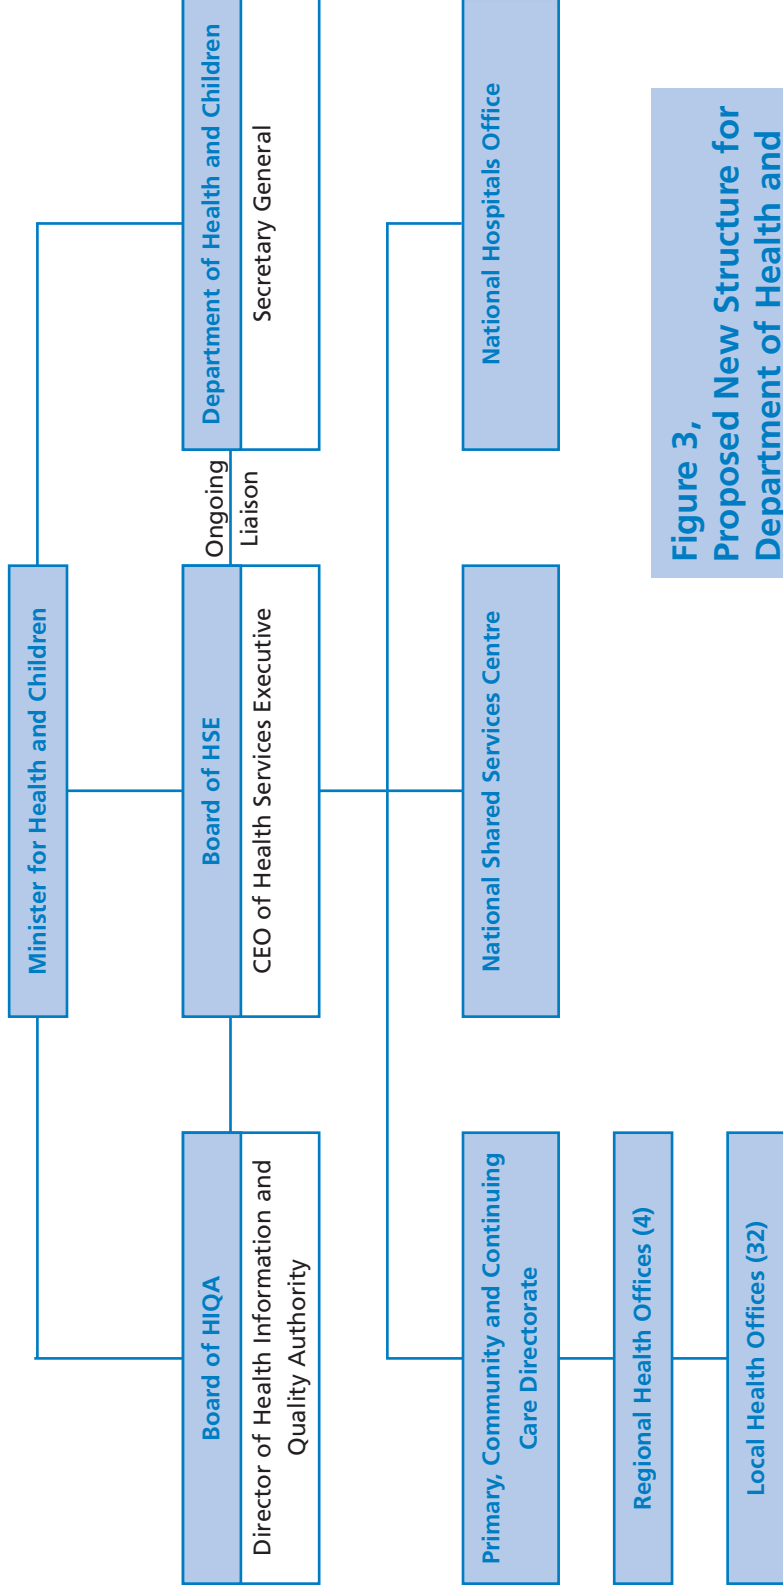 Minister for Health and Children
Board of HIQA
Director of Health Information and
Quality Authority
Board of HSE
CEO of Health Services Executive
Ongoing
Liaison
Department of Health and Children
Secretary General
Primary, Community and Continuing
Care Directorate
National Shared Services Centre
National Hospitals Office
Regional Health Offices (4)
Local Health Offices (32)
Figure 3,
Proposed New Structure for
Department of Health and